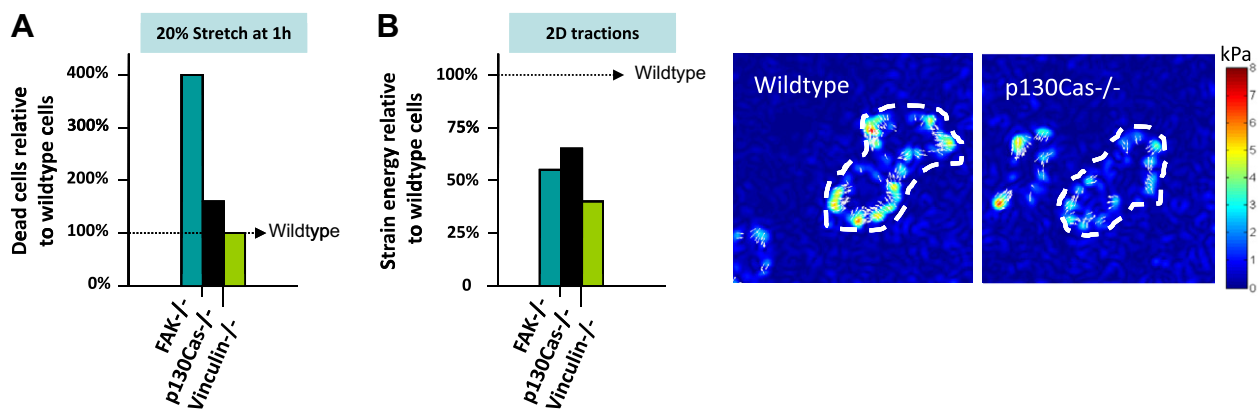 A
20% Stretch at 1h
Dead cells relative
to wildtype cells
400%
300%
200%
100%
0%
Wildtype
FAK-/-
p130Cas-/-
Vinculin-/-
B
2D tractions
Strain energy relative
to wildtype cells
100%
75%
50%
25%
0
Wildtype
FAK-/-
p130Cas-/-
Vinculin-/-
Wildtype
p130Cas-/-
kPa
8
7
6
5
4
3
2
1
0